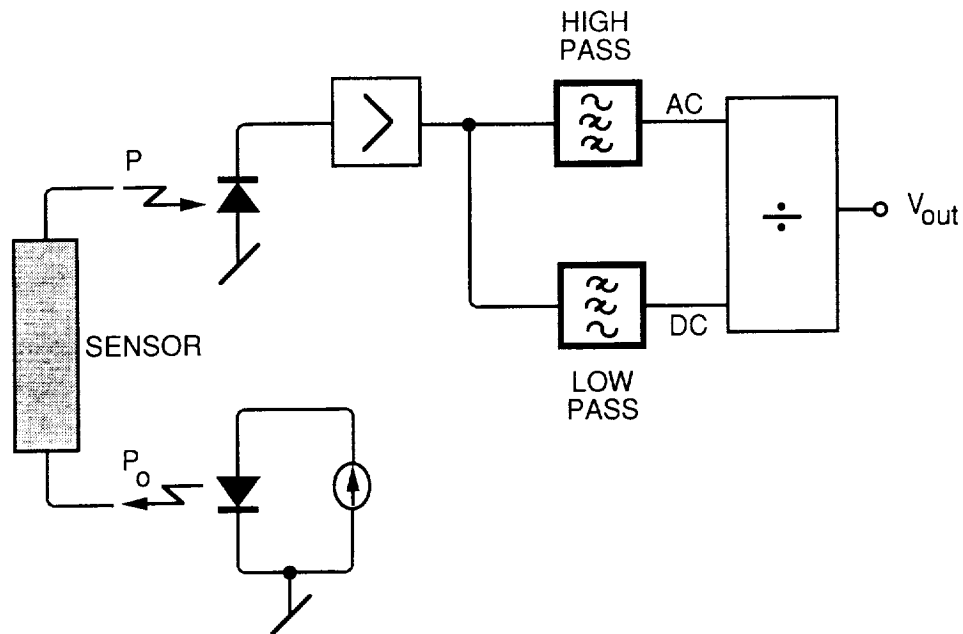 HIGH
PASS
AC
P
÷
V_out
SENSOR
DC
LOW
PASS
P_o